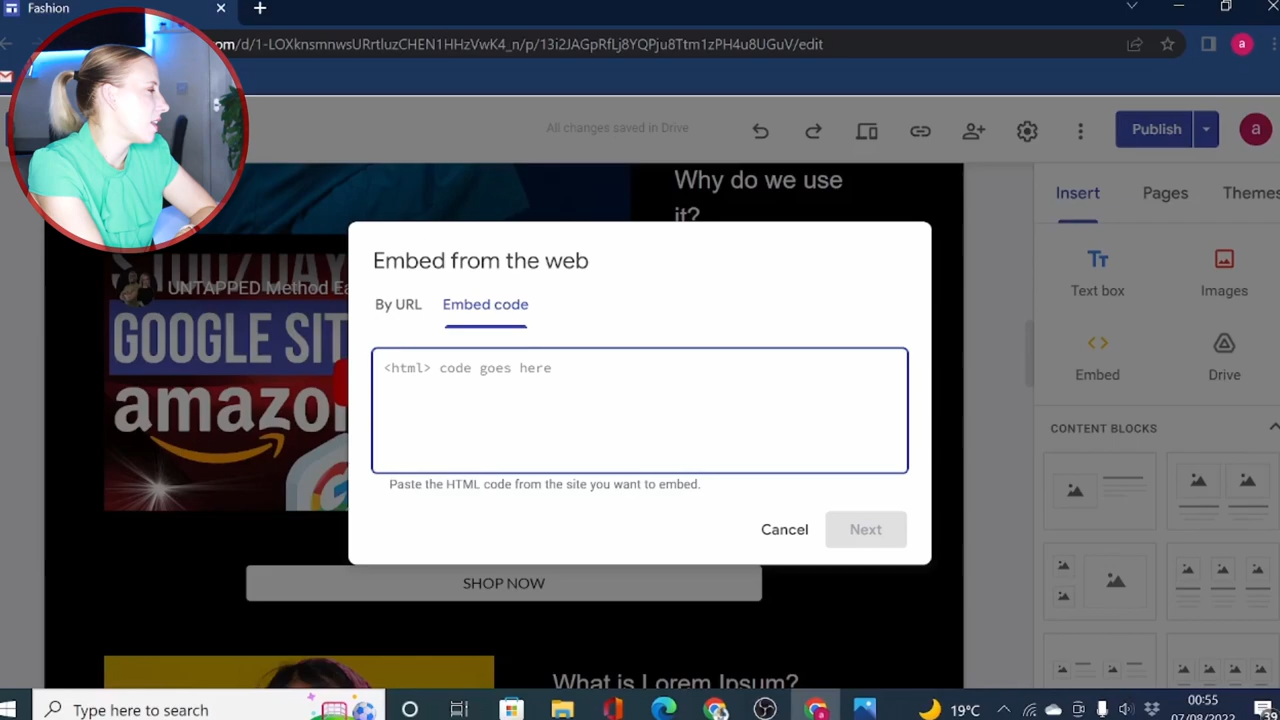 Fashion
om/d/1-LOXknsmnwsURrtluzCHEN1HHzVwK4_n/p/13i2JAGpRfLj8YQPju8Ttm1zPH4u8UGuV/edit
a
All changes saved in Drive
Publish
a
Why do we use
it?
Insert
Pages
Themes
Text box
Images
Embed
Drive
CONTENT BLOCKS
Embed from the web
By URL
Embed code
<html> code goes here
Paste the HTML code from the site you want to embed.
Cancel
Next
UNTAPPED Method Ea
GOOGLE SIT
amazo
SHOP NOW
What is Lorem Ipsum?
Type here to search
19°C
00:55
07/08/2022